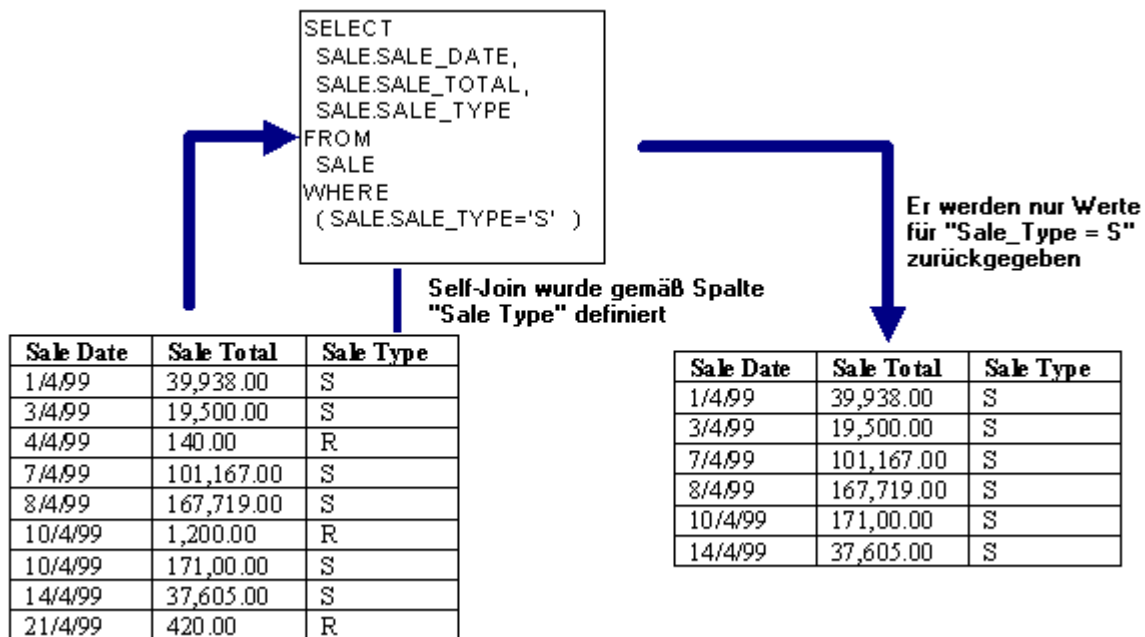 SELECT
SALE.SALE_DATE,
SALE.SALE_TOTAL,
SALE.SALE_TYPE
FROM
SALE
WHERE
( SALE.SALE_TYPE='S' )
Er werden nur Werte
für "Sale_Type = S"
zurückgegeben
Self-Join wurde gemäß Spalte
"Sale Type" definiert
Sale Date Sale Total Sale Type
1/4/99 39,938.00 S
3/4/99 19,500.00 S
4/4/99 140.00 R
7/4/99 101,167.00 S
8/4/99 167,719.00 S
10/4/99 1,200.00 R
10/4/99 171,00.00 S
14/4/99 37,605.00 S
21/4/99 420.00 R
Sale Date Sale Total Sale Type
1/4/99 39,938.00 S
3/4/99 19,500.00 S
7/4/99 101,167.00 S
8/4/99 167,719.00 S
10/4/99 171,00.00 S
14/4/99 37,605.00 S